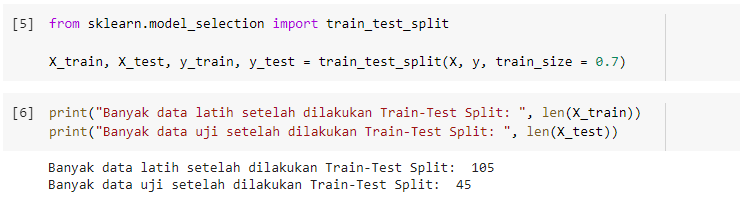 [5] from sklearn.model_selection import train_test_split
X_train, X_test, y_train, y_test = train_test_split(X, y, train_size = 0.7)
[6] print("Banyak data latih setelah dilakukan Train-Test Split: ", len(X_train))
print("Banyak data uji setelah dilakukan Train-Test Split: ", len(X_test))
Banyak data latih setelah dilakukan Train-Test Split:  105
Banyak data uji setelah dilakukan Train-Test Split:  45